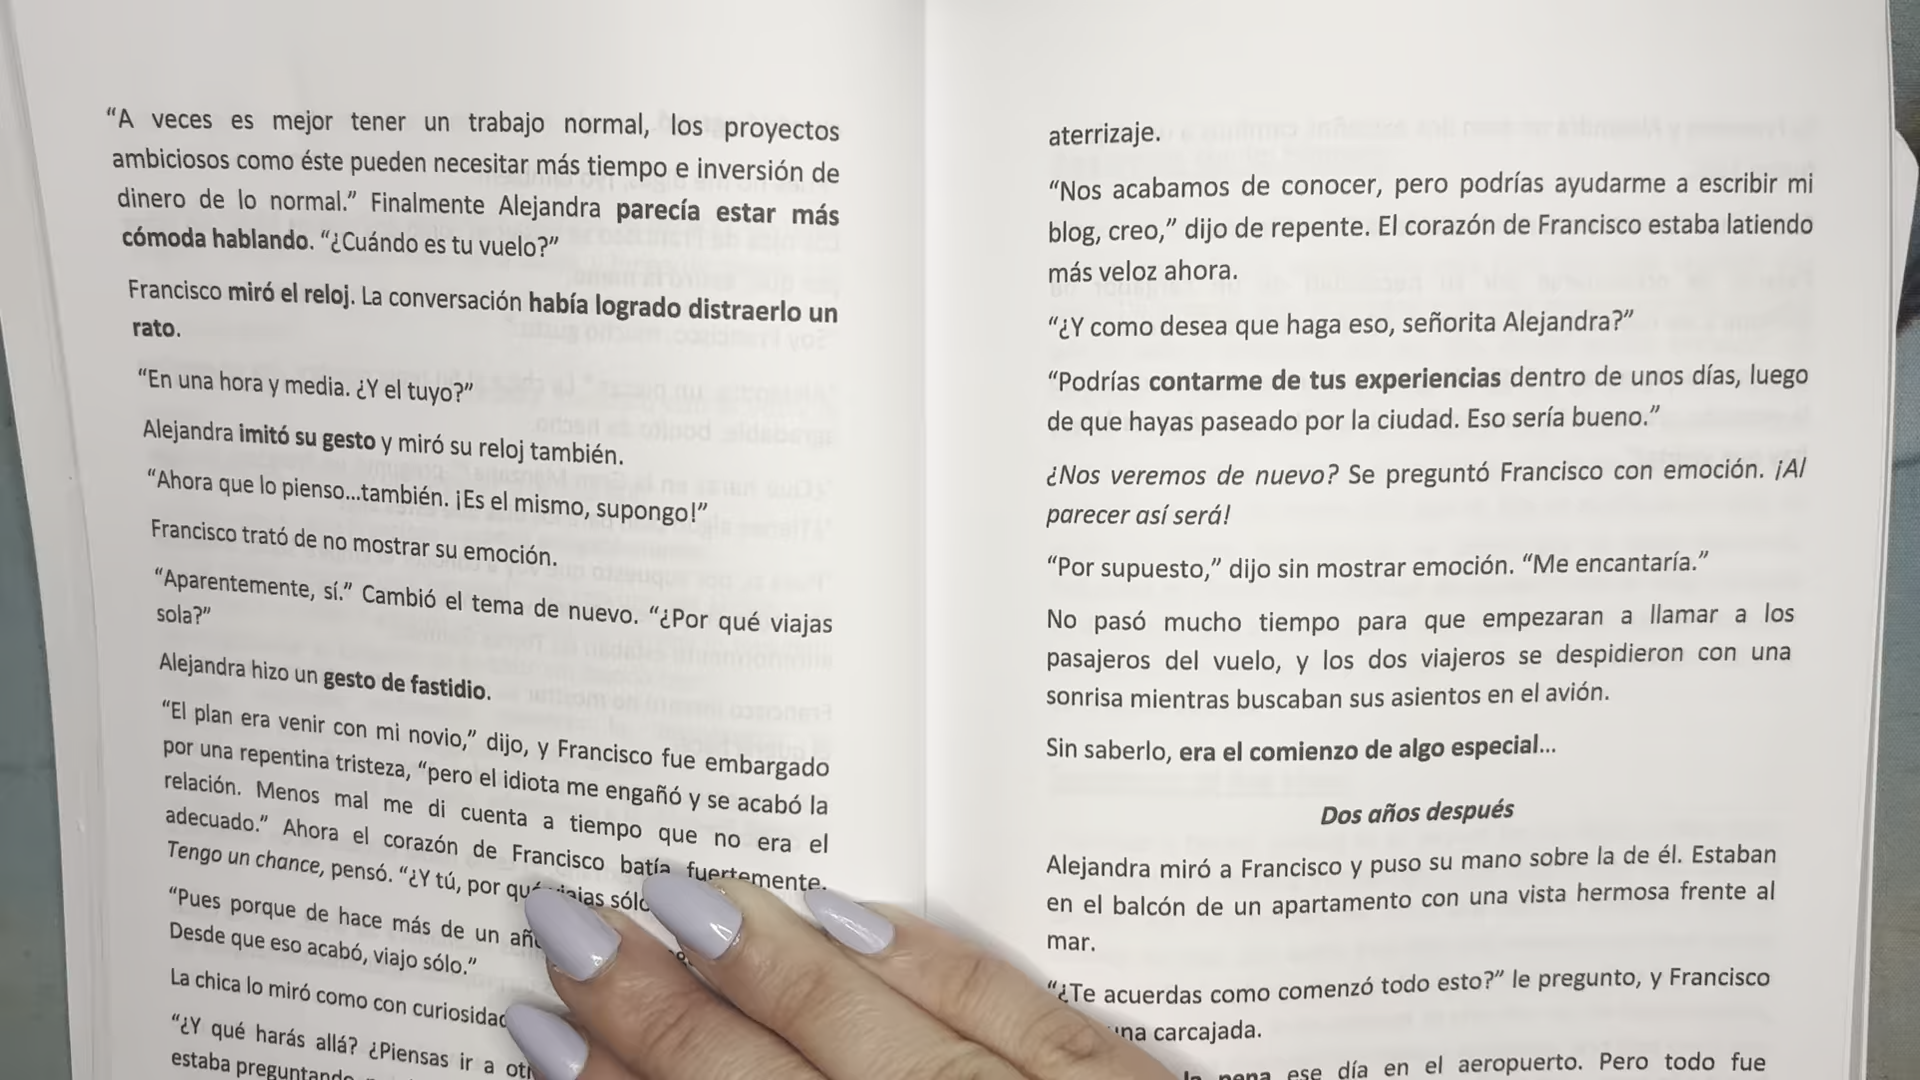 “A veces es mejor tener un trabajo normal, los proyectos
ambiciosos como éste pueden necesitar más tiempo e inversión de
dinero de lo normal.” Finalmente Alejandra parecía estar más
cómoda hablando. “¿Cuándo es tu vuelo?”
Francisco miró el reloj. La conversación había logrado distraerlo un
rato.
“En una hora y media. ¿Y el tuyo?”
Alejandra imitó su gesto y miró su reloj también.
“Ahora que lo pienso...también. ¡Es el mismo, supongo!”
Francisco trató de no mostrar su emoción.
“Aparentemente, sí.” Cambió el tema de nuevo. “¿Por qué viajas
sola?”
Alejandra hizo un gesto de fastidio.
“El plan era venir con mi novio,” dijo, y Francisco fue embargado
por una repentina tristeza, “pero el idiota me engañó y se acabó la
relación. Menos mal me di cuenta a tiempo que no era el
adecuado.” Ahora el corazón de Francisco batía fuertemente.
Tengo un chance, pensó. “¿Y tú, por qué viajas
“Pues porque de hace más de un
Desde que eso acabó, viajo sólo.”
La chica lo miró como con
“¿Y qué harás allá? ¿Piensas ir a
estaba
aterrizaje.
“Nos acabamos de conocer, pero podrías ayudarme a escribir mi
blog, creo,” dijo de repente. El corazón de Francisco estaba latiendo
más veloz ahora.
“¿Y como desea que haga eso, señorita Alejandra?”
“Podrías contarme de tus experiencias dentro de unos días, luego
de que hayas paseado por la ciudad. Eso sería bueno.”
¿Nos veremos de nuevo? Se preguntó Francisco con emoción. ¡Al
parecer así será!
“Por supuesto,” dijo sin mostrar emoción. “Me encantaría.”
No pasó mucho tiempo para que empezaran a llamar a los
pasajeros del vuelo, y los dos viajeros se despidieron con una
sonrisa mientras buscaban sus asientos en el avión.
Sin saberlo, era el comienzo de algo especial...
Dos años después
Alejandra miró a Francisco y puso su mano sobre la de él. Estaban
en el balcón de un apartamento con una vista hermosa frente al
mar.
“¿Te acuerdas como comenzó todo esto?” le pregunto, y Francisco
una carcajada.
pena ese día en el aeropuerto. Pero todo fue